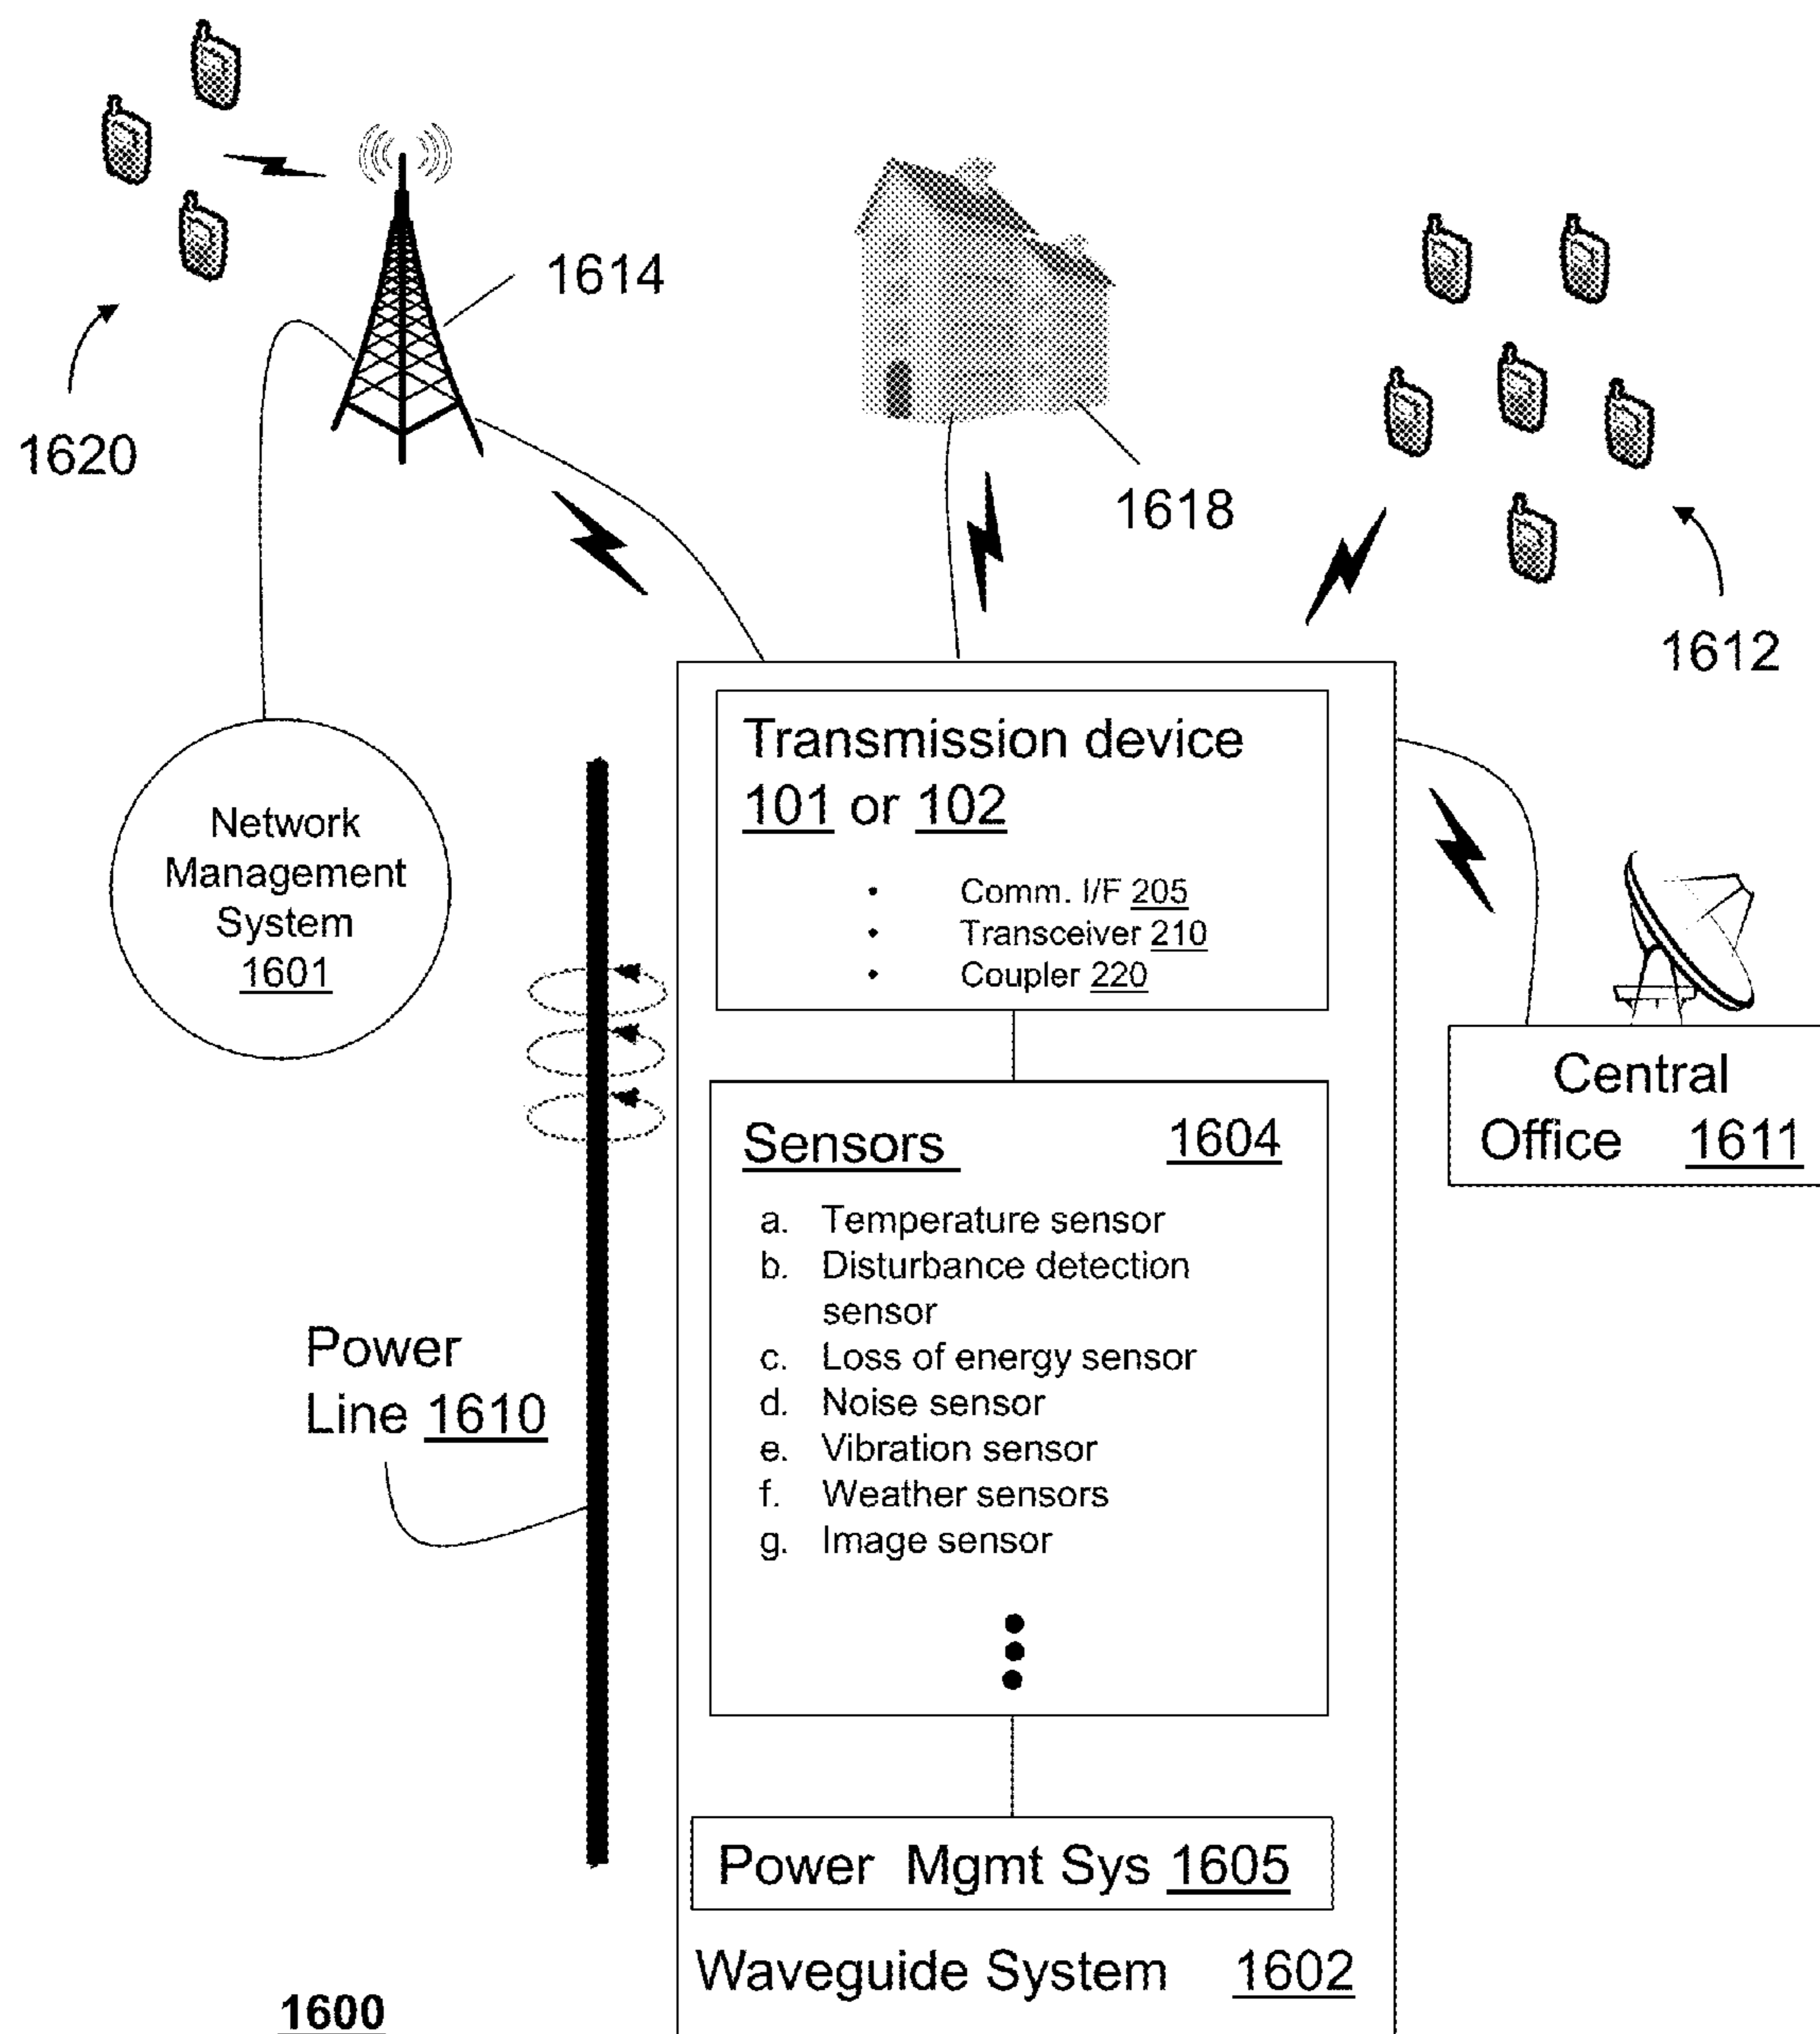 1614
1620
1618
1612
Transmission device
101 or 102
• Comm. I/F 205
• Transceiver 210
• Coupler 220
Network
Management
System
1601
Central
Office 1611
Sensors 1604
a. Temperature sensor
b. Disturbance detection
sensor
c. Loss of energy sensor
d. Noise sensor
e. Vibration sensor
f. Weather sensors
g. Image sensor
Power
Line 1610
Power Mgmt Sys 1605
Waveguide System 1602
1600